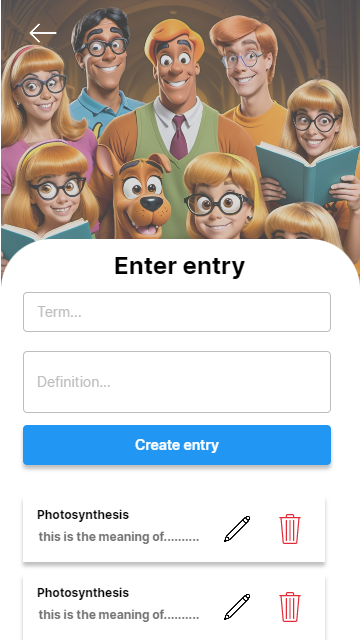 Enter entry
Term...
Definition...
Create entry
Photosynthesis
this is the meaning of..........
Photosynthesis
this is the meaning of..........